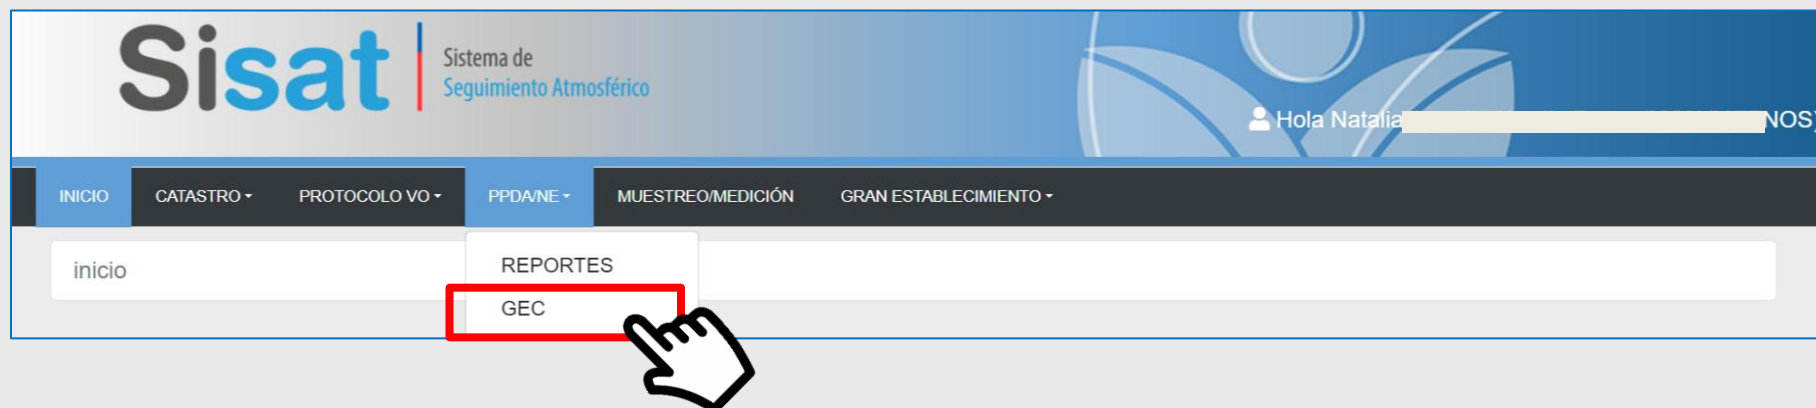 Sisat
Sistema de
Seguimiento Atmosférico
Hola Natalia NOS)
INICIO CATASTRO PROTOCOLO VO PPDA/NE MUESTREO/MEDICIÓN GRAN ESTABLECIMIENTO
inicio
REPORTES
GEC